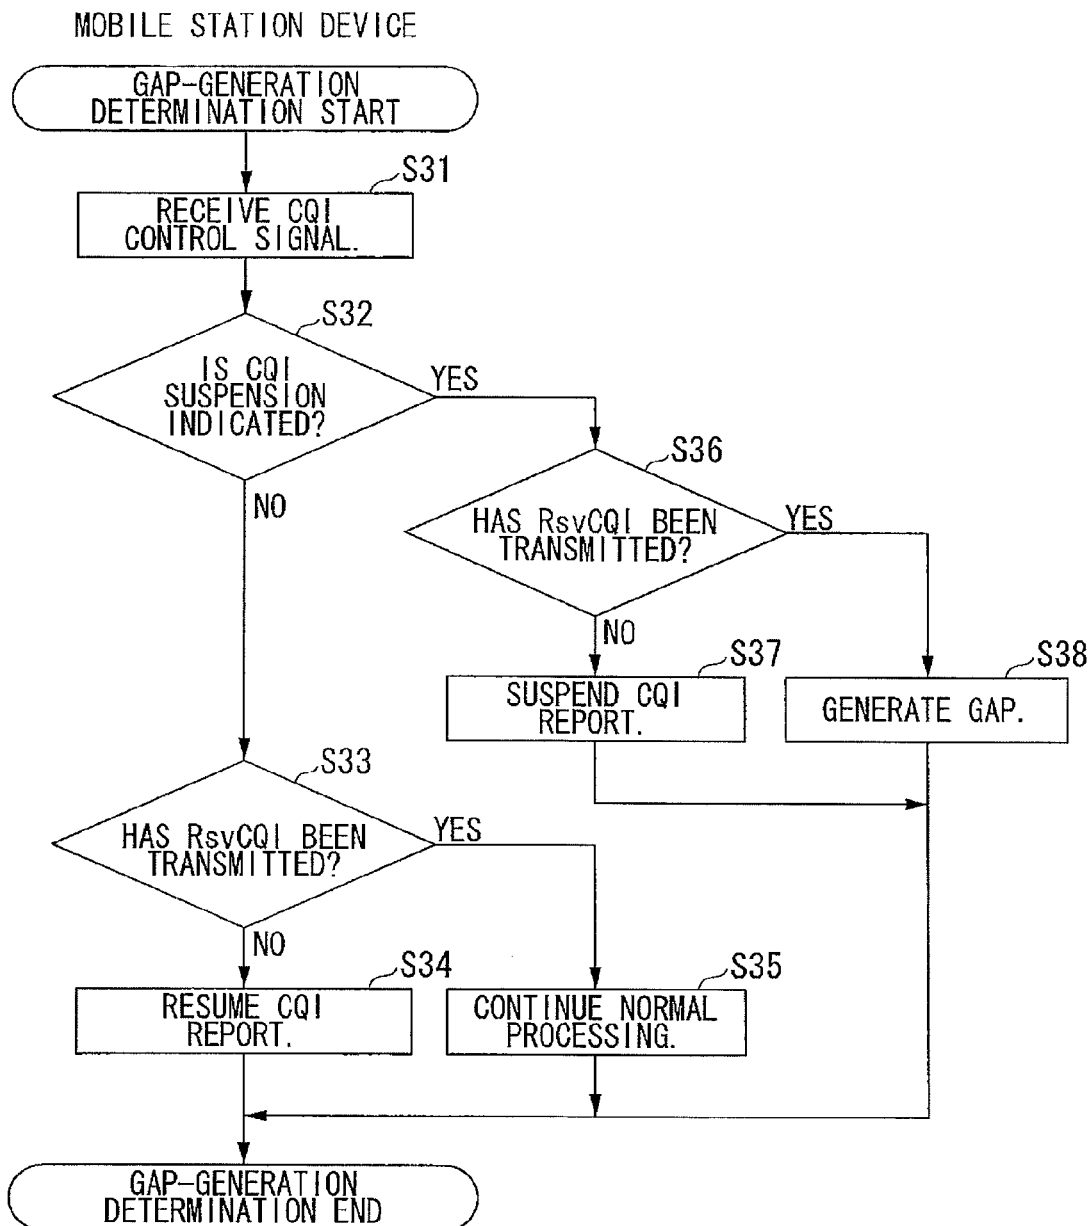 MOBILE STATION DEVICE
GAP-GENERATION
DETERMINATION START
S31
RECEIVE CQI
CONTROL SIGNAL.
S32
IS CQI
SUSPENSION
INDICATED?
YES
NO
S36
HAS RsvCQI BEEN
TRANSMITTED?
YES
NO
S37
SUSPEND CQI
REPORT.
S38
GENERATE GAP.
S33
HAS RsvCQI BEEN
TRANSMITTED?
YES
NO
S34
RESUME CQI
REPORT.
S35
CONTINUE NORMAL
PROCESSING.
GAP-GENERATION
DETERMINATION END